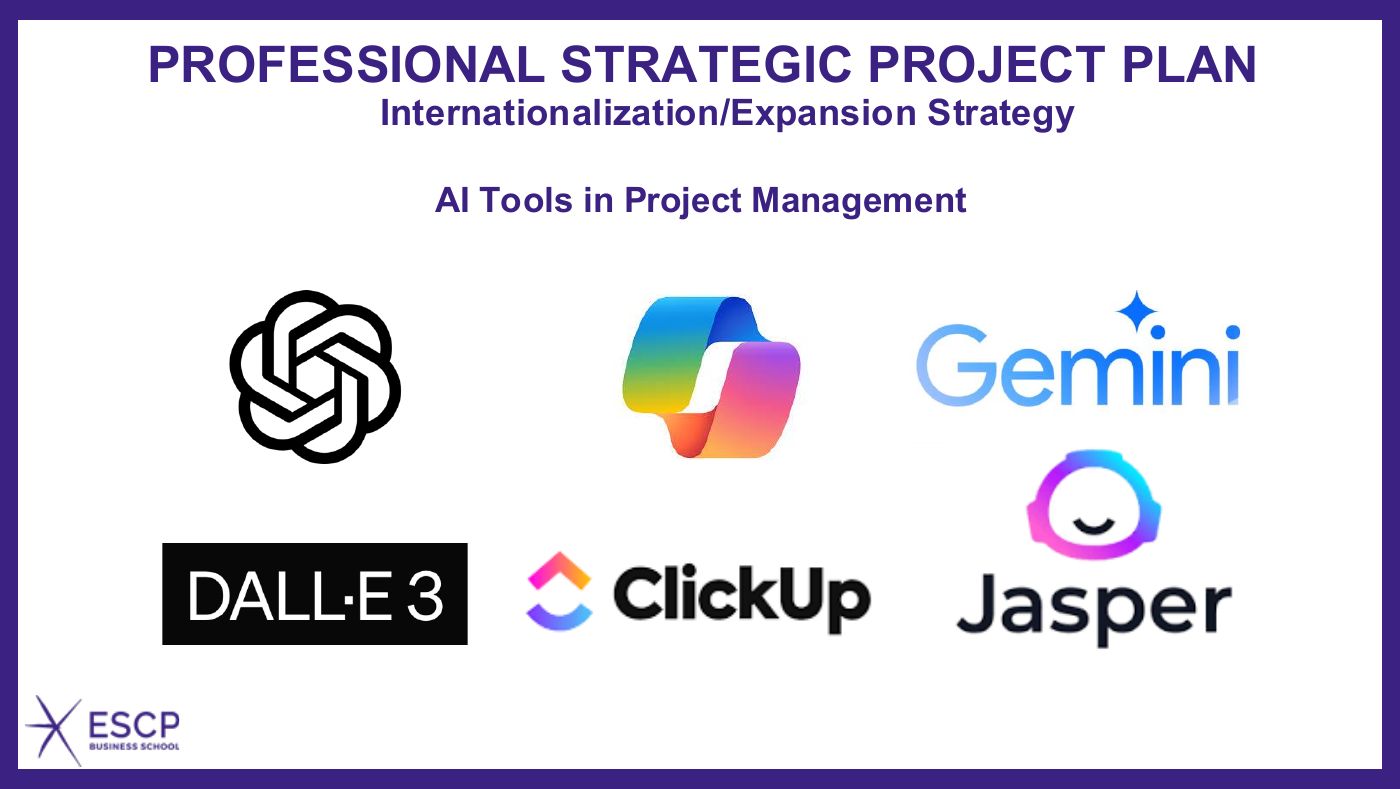 PROFESSIONAL STRATEGIC PROJECT PLAN
Internationalization/Expansion Strategy
AI Tools in Project Management
Gemini
DALL·E 3
ClickUp
Jasper
ESCP
BUSINESS SCHOOL